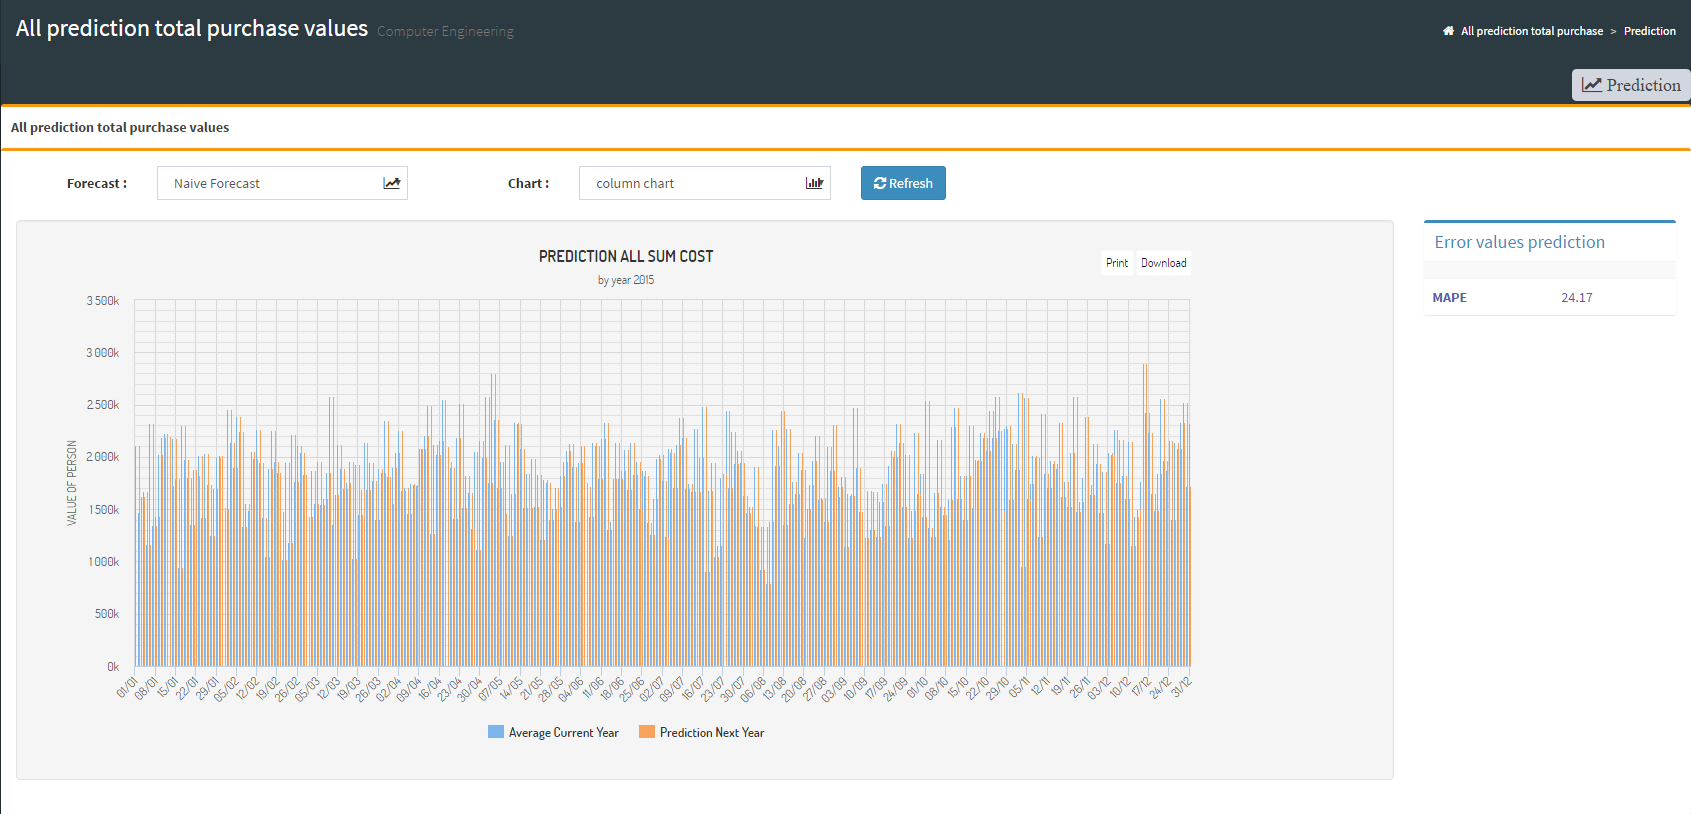 All prediction total purchase values Computer Engineering
All prediction total purchase > Prediction
Prediction
All prediction total purchase values
Forecast :
Naive Forecast
Chart :
column chart
Refresh
PREDICTION ALL SUM COST
by year 2015
Print
Download
VALUE OF PERSON
3 500k
3 000k
2 500k
2 000k
1 500k
1 000k
500k
0k
01/01
08/01
15/01
22/01
29/01
05/02
12/02
19/02
26/02
05/03
12/03
19/03
26/03
02/04
09/04
16/04
23/04
30/04
07/05
14/05
21/05
28/05
04/06
11/06
18/06
25/06
02/07
09/07
16/07
23/07
30/07
06/08
13/08
20/08
27/08
03/09
10/09
17/09
24/09
01/10
08/10
15/10
22/10
29/10
05/11
12/11
19/11
26/11
03/12
10/12
17/12
24/12
31/12
Average Current Year
Prediction Next Year
Error values prediction
MAPE 24.17